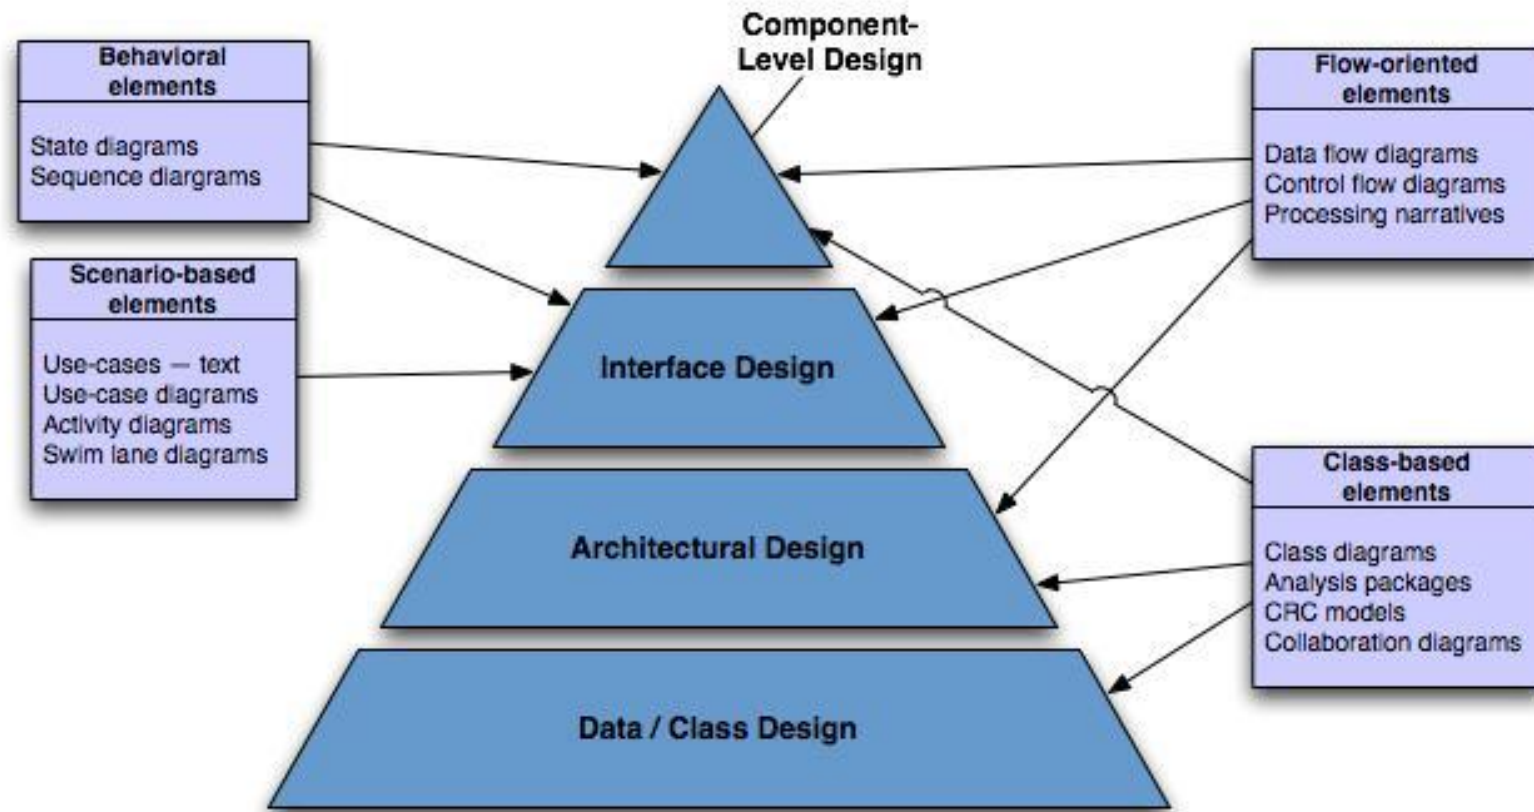 Component-
Level Design
Behavioral
elements
State diagrams
Sequence diargrams
Scenario-based
elements
Use-cases — text
Use-case diagrams
Activity diagrams
Swim lane diagrams
Flow-oriented
elements
Data flow diagrams
Control flow diagrams
Processing narratives
Class-based
elements
Class diagrams
Analysis packages
CRC models
Collaboration diagrams
Interface Design
Architectural Design
Data / Class Design